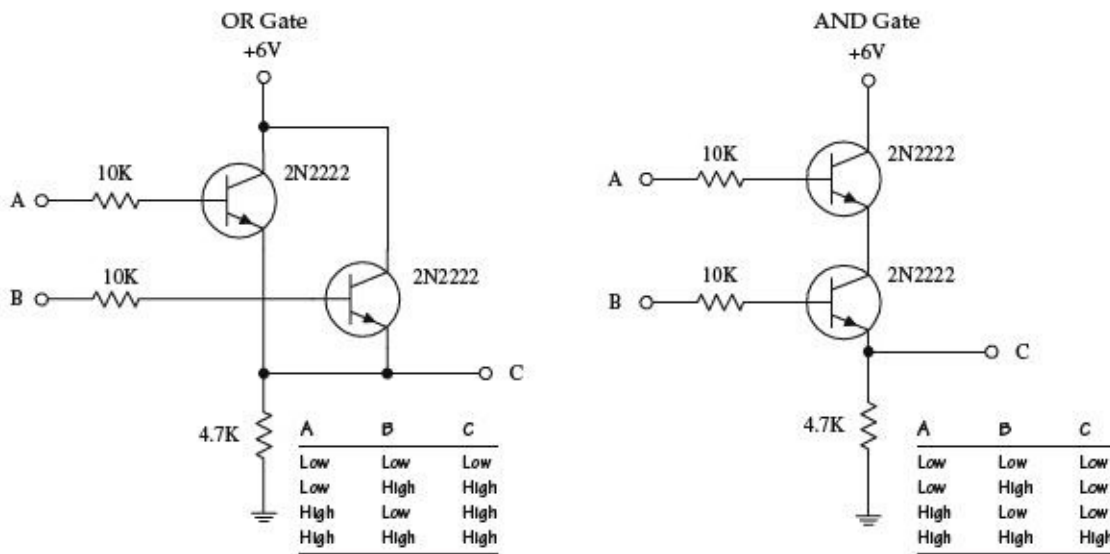 OR Gate
+6V
10K
2N2222
A
10K
2N2222
B
C
4.7K
A B C
Low Low Low
Low High High
High Low High
High High High
AND Gate
+6V
10K
2N2222
A
10K
2N2222
B
C
4.7K
A B C
Low Low Low
Low High Low
High Low Low
High High High